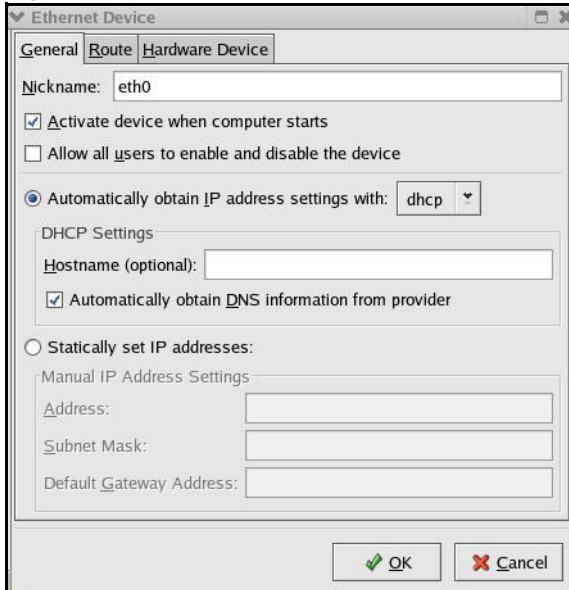 Ethernet Device
General Route Hardware Device
Nickname: eth0
Activate device when computer starts
Allow all users to enable and disable the device
Automatically obtain IP address settings with: dhcp
DHCP Settings
Hostname (optional):
Automatically obtain DNS information from provider
Statically set IP addresses:
Manual IP Address Settings
Address:
Subnet Mask:
Default Gateway Address:
OK Cancel